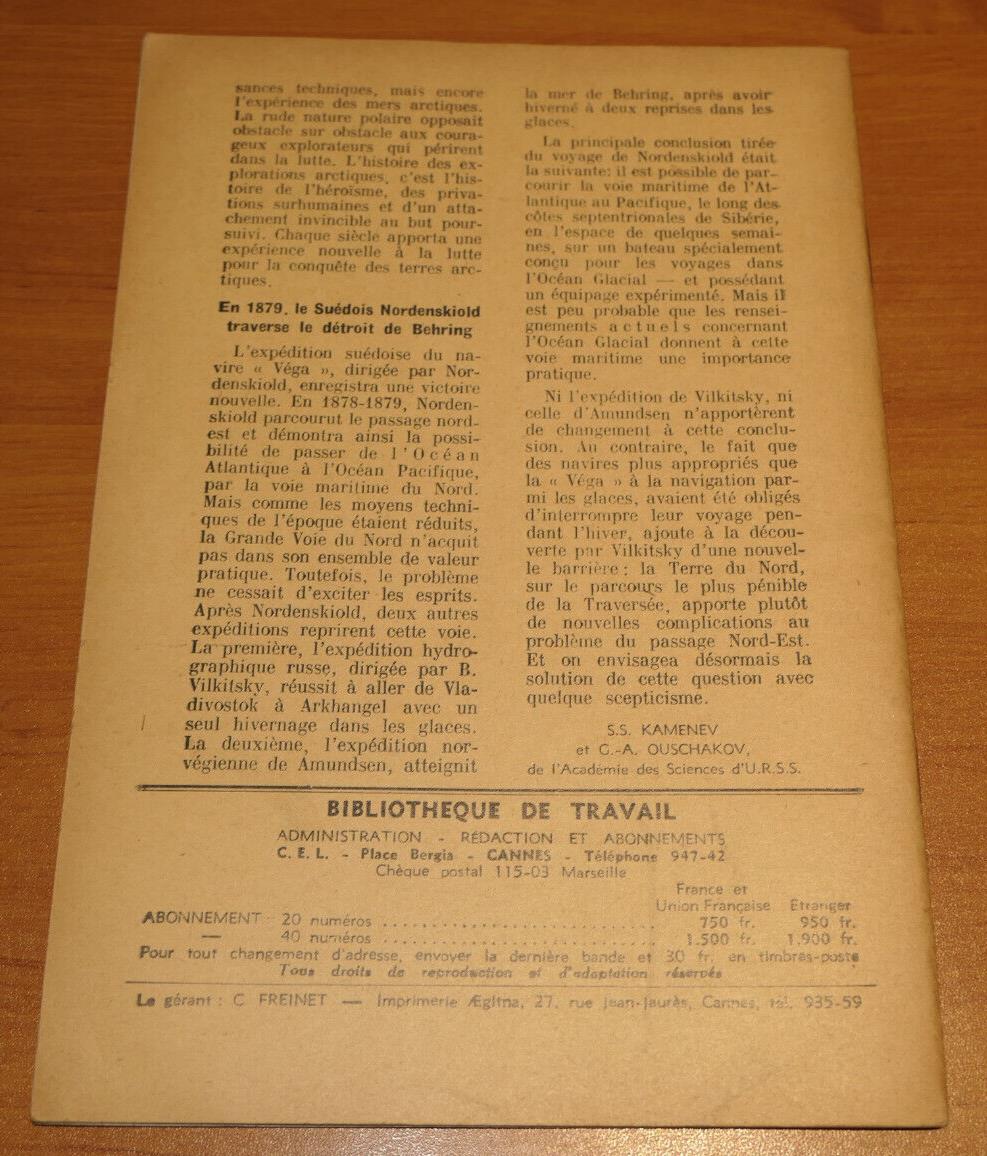 sances techniques, mais encore
l'expérience des mers arctiques.
La rude nature polaire opposait
obstacle sur obstacle aux coura-
geux explorateurs qui périrent
dans la lutte. L'histoire des ex-
plorations arctiques, c'est l'his-
toire de l'héroïsme, des priva-
tions surhumaines et d'un atta-
chement invincible au but pour-
suivi. Chaque siècle apporta une
expérience nouvelle à la lutte
pour la conquête des terres arc-
tiques.
En 1879, le Suédois Nordenskiold
traverse le détroit de Behring
L'expédition suédoise du na-
vire « Véga », dirigée par Nor-
denskiold, enregistra une victoire
nouvelle. En 1878-1879, Norden-
skiold parcourut le passage nord-
est et démontra ainsi la possi-
bilité de passer de l'Océan
Atlantique à l'Océan Pacifique,
par la voie maritime du Nord.
Mais comme les moyens techni-
ques de l'époque étaient réduits,
la Grande Voie du Nord n'acquit
pas dans son ensemble de valeur
pratique. Toutefois, le problème
ne cessait d'exciter les esprits.
Après Nordenskiold, deux autres
expéditions reprirent cette voie.
La première, l'expédition hydro-
graphique russe, dirigée par B.
Vilkitsky, réussit à aller de Vla-
divostok à Arkhangel avec un
seul hivernage dans les glaces.
La deuxième, l'expédition nor-
végienne de Amundsen, atteignit
la mer de Behring, après avoir
hiverné à deux reprises dans les
glaces.
La principale conclusion tirée
du voyage de Nordenskiold était
la suivante: il est possible de par-
courir la voie maritime de l'At-
lantique au Pacifique, le long des
côtes septentrionales de Sibérie,
en l'espace de quelques semai-
nes, sur un bateau spécialement
conçu pour les voyages dans
l'Océan Glacial — et possédant
un équipage expérimenté. Mais il
est peu probable que les rensei-
gnements actuels concernant
l'Océan Glacial donnent à cette
voie maritime une importance
pratique.
Ni l'expédition de Vilkitsky, ni
celle d'Amundsen n'apportèrent
de changement à cette conclu-
sion. Au contraire, le fait que
des navires plus appropriés que
la « Véga » à la navigation par-
mi les glaces, avaient été obligés
d'interrompre leur voyage pen-
dant l'hiver, ajoute à la décou-
verte par Vilkitsky d'une nouvel-
le barrière : la Terre du Nord,
sur le parcours le plus pénible
de la Traversée, apporte plutôt
de nouvelles complications au
problème du passage Nord-Est.
Et on envisagea désormais la
solution de cette question avec
quelque scepticisme.
S.S. KAMENEV
et G.-A. OUSCHAKOV,
de l'Académie des Sciences d'U.R.S.S.
BIBLIOTHEQUE DE TRAVAIL
ADMINISTRATION - RÉDACTION ET ABONNEMENTS
C. E. L. - Place Bergia - CANNES - Téléphone 947-42
Chèque postal 115-03 Marseille
France et
Union Française Etranger
ABONNEMENT : 20 numéros .......................... 750 fr. 950 fr.
— 40 numéros .......................... 1.500 fr. 1.900 fr.
Pour tout changement d'adresse, envoyer la dernière bande et 30 fr. en timbres-poste
Tous droits de reproduction et d'adaptation réservés
Le gérant : C. FREINET — Imprimerie Ægitna, 27, rue Jean-Jaurès, Cannes, tél. 935-59